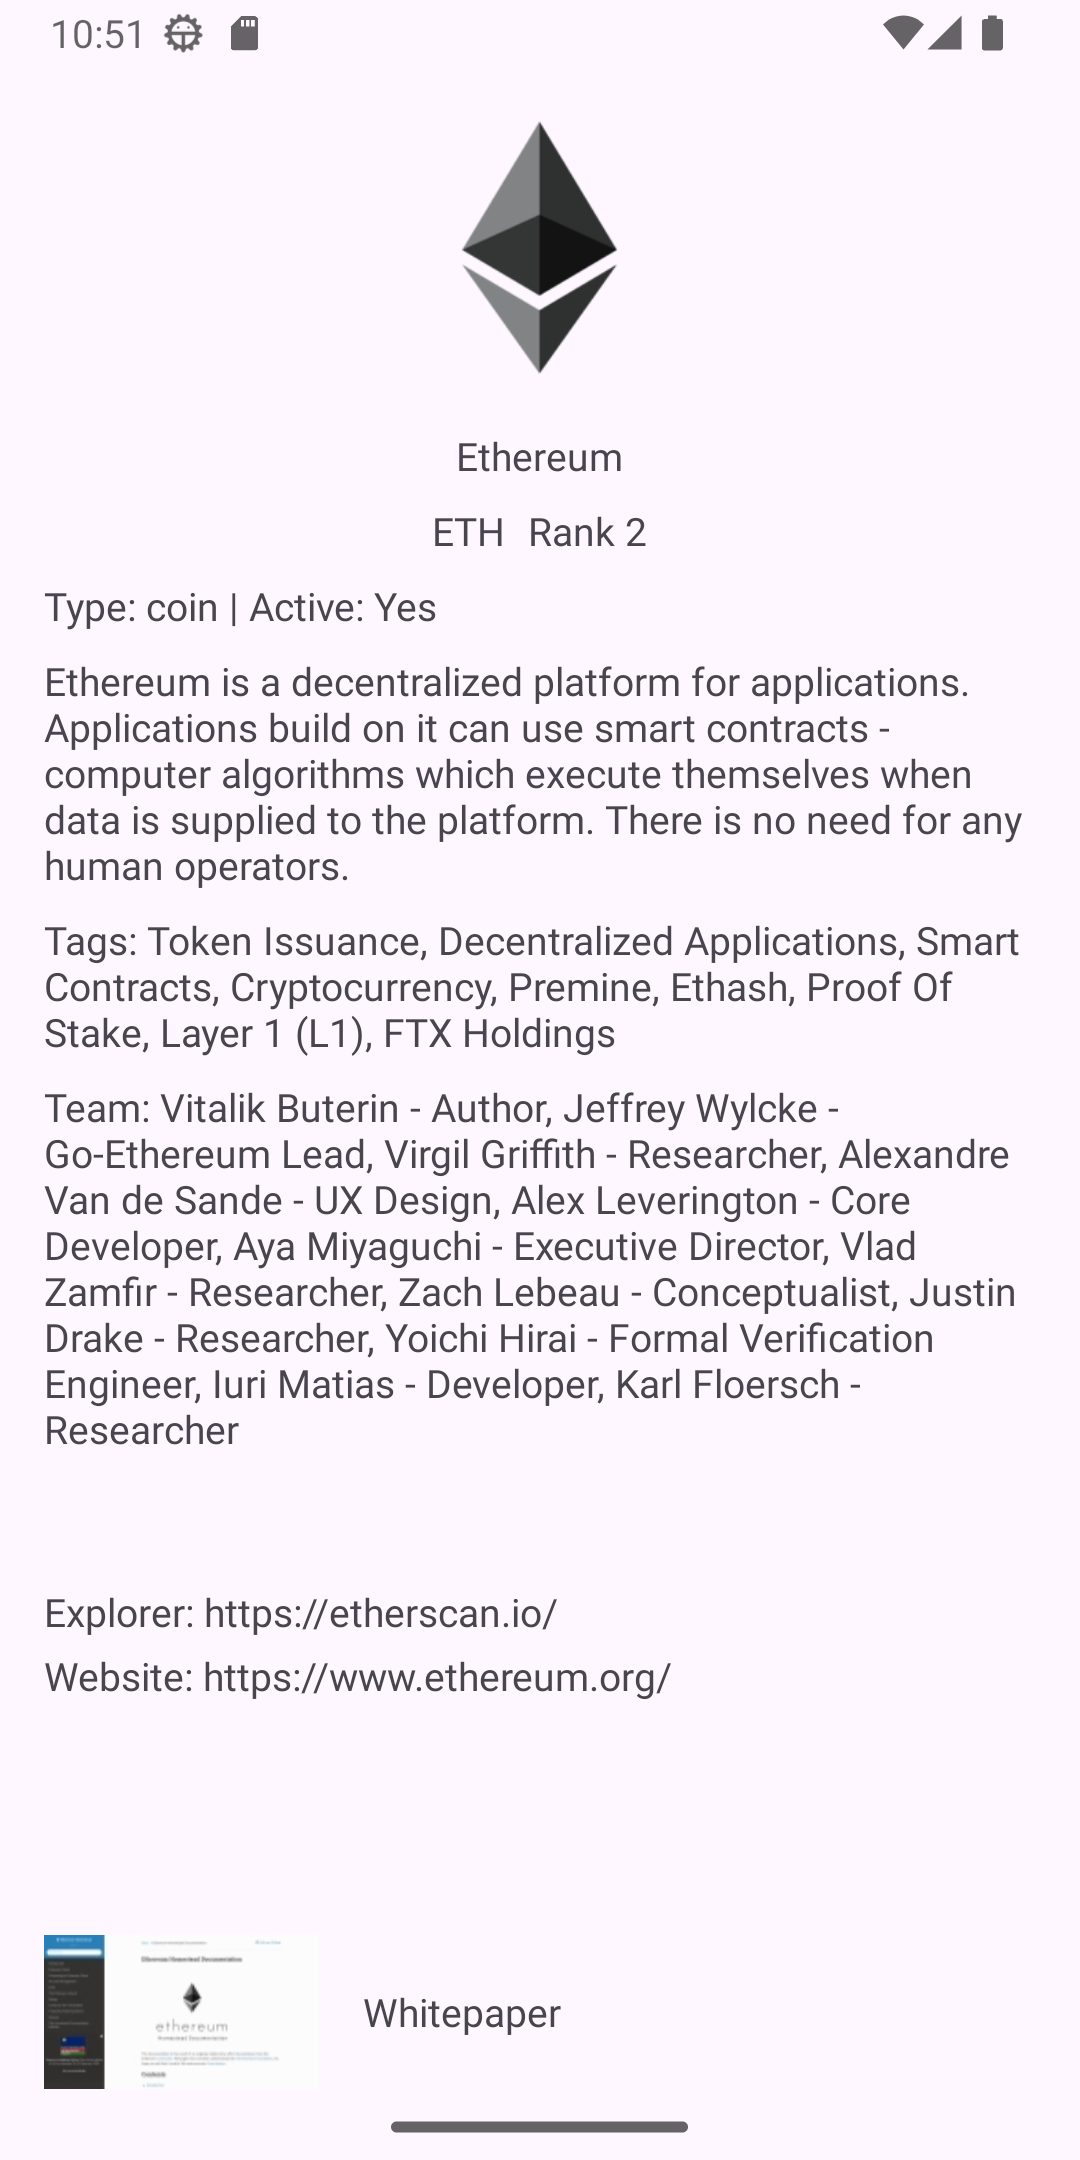 10:51
Ethereum
ETH Rank 2
Type: coin | Active: Yes
Ethereum is a decentralized platform for applications.
Applications build on it can use smart contracts -
computer algorithms which execute themselves when
data is supplied to the platform. There is no need for any
human operators.
Tags: Token Issuance, Decentralized Applications, Smart
Contracts, Cryptocurrency, Premine, Ethash, Proof Of
Stake, Layer 1 (L1), FTX Holdings
Team: Vitalik Buterin - Author, Jeffrey Wylcke -
Go-Ethereum Lead, Virgil Griffith - Researcher, Alexandre
Van de Sande - UX Design, Alex Leverington - Core
Developer, Aya Miyaguchi - Executive Director, Vlad
Zamfir - Researcher, Zach Lebeau - Conceptualist, Justin
Drake - Researcher, Yoichi Hirai - Formal Verification
Engineer, Iuri Matias - Developer, Karl Floersch -
Researcher
Explorer: https://etherscan.io/
Website: https://www.ethereum.org/
Ethereum Homestead Documentation
ethereum
Homestead Documentation
Whitepaper